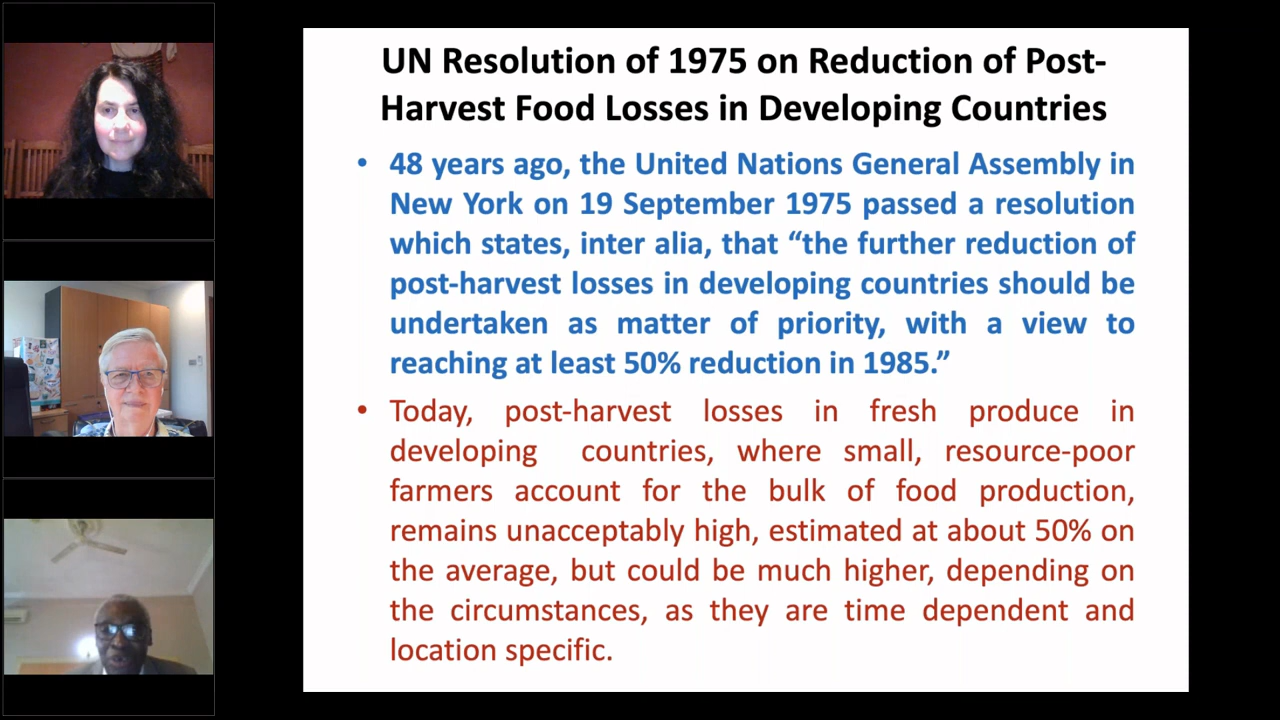 UN Resolution of 1975 on Reduction of Post-
Harvest Food Losses in Developing Countries
• 48 years ago, the United Nations General Assembly in
New York on 19 September 1975 passed a resolution
which states, inter alia, that “the further reduction of
post-harvest losses in developing countries should be
undertaken as matter of priority, with a view to
reaching at least 50% reduction in 1985.”
• Today, post-harvest losses in fresh produce in
developing countries, where small, resource-poor
farmers account for the bulk of food production,
remains unacceptably high, estimated at about 50% on
the average, but could be much higher, depending on
the circumstances, as they are time dependent and
location specific.